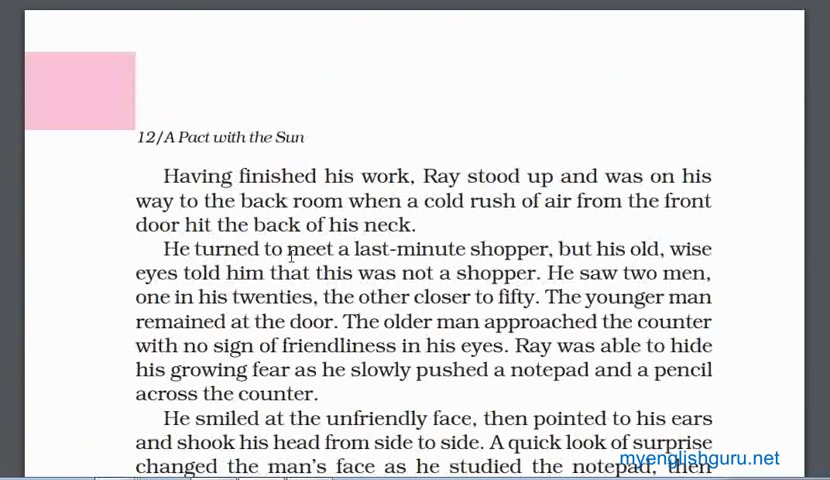 12/A Pact with the Sun
Having finished his work, Ray stood up and was on his
way to the back room when a cold rush of air from the front
door hit the back of his neck.
He turned to meet a last-minute shopper, but his old, wise
eyes told him that this was not a shopper. He saw two men,
one in his twenties, the other closer to fifty. The younger man
remained at the door. The older man approached the counter
with no sign of friendliness in his eyes. Ray was able to hide
his growing fear as he slowly pushed a notepad and a pencil
across the counter.
He smiled at the unfriendly face, then pointed to his ears
and shook his head from side to side. A quick look of surprise
changed the man's face as he studied the notepad, then
myenglishguru.net